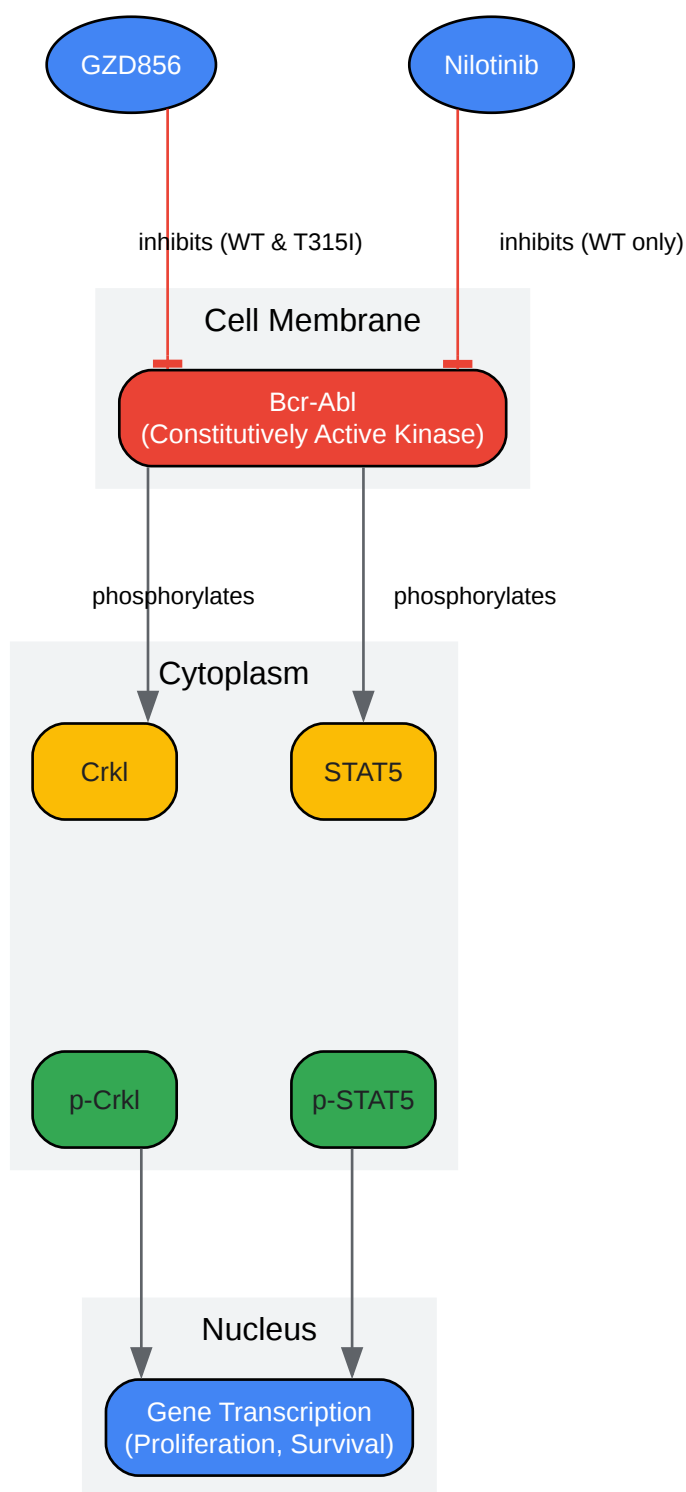 GZD856
Nilotinib
inhibits (WT & T315I)
inhibits (WT only)
Cell Membrane
Bcr-Abl
(Constitutively Active Kinase)
phosphorylates
phosphorylates
Cytoplasm
Crkl
STAT5
p-Crkl
p-STAT5
Nucleus
Gene Transcription
(Proliferation, Survival)